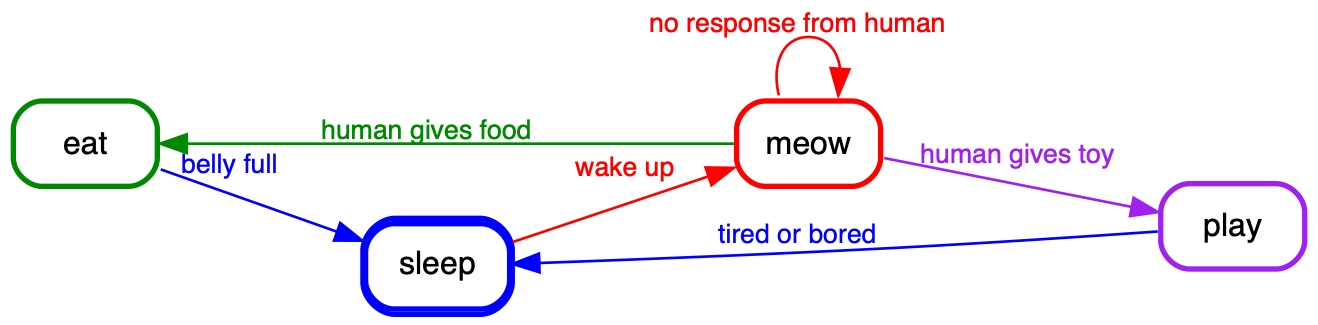 no response from human
eat
human gives food
meow
belly full
wake up
human gives toy
play
tired or bored
sleep